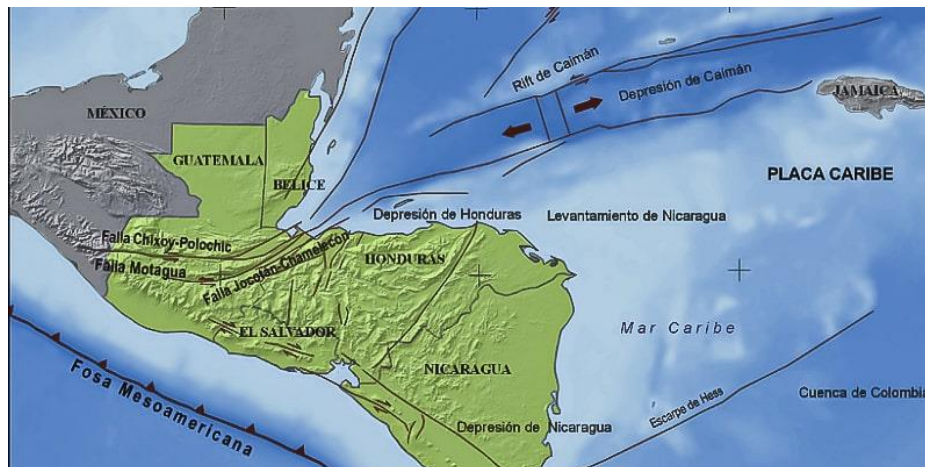 Rift de Caimán
Depresión de Caimán
JAMAICA
MÉXICO
GUATEMALA
BELICE
PLACA CARIBE
Depresión de Honduras
Levantamiento de Nicaragua
Falla Chixoy-Polochic
Falla Motagua
Falla Jocotán-Chamelecón
HONDURAS
Mar Caribe
EL SALVADOR
NICARAGUA
Fosa Mesoamericana
Escarpe de Hess
Cuenca de Colombia
Depresión de Nicaragua